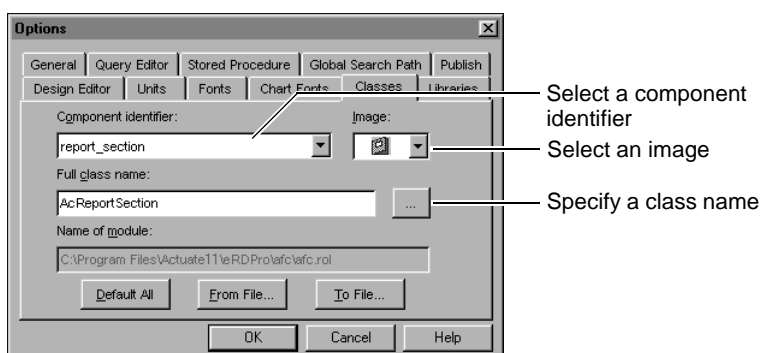 Options
General Query Editor Stored Procedure Global Search Path Publish
Design Editor Units Fonts Chart Fonts Classes Libraries
Component identifier: Image:
report_section
Full class name:
AcReportSection ...
Name of module:
C:\Program Files\Actuate11\eRDPro\afc\afc.rol
Default All From File... To File...
OK Cancel Help
Select a component
identifier
Select an image
Specify a class name